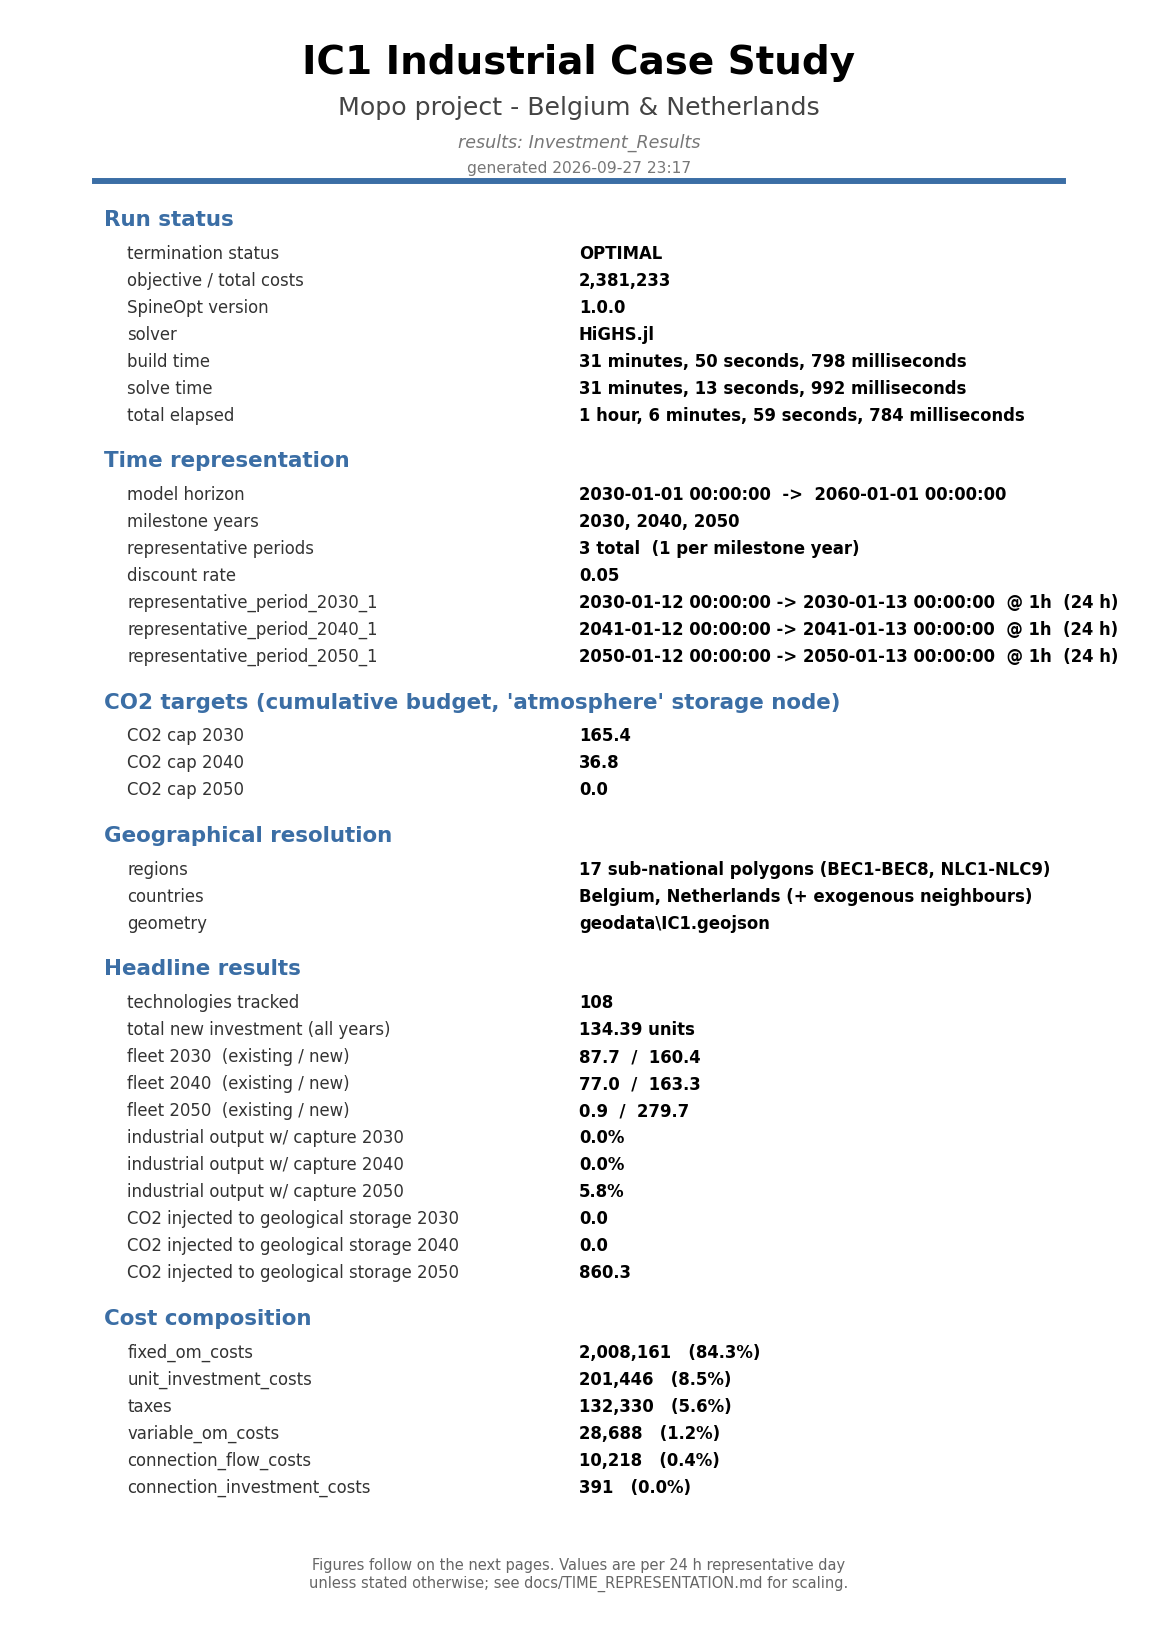 IC1 Industrial Case Study
Mopo project - Belgium & Netherlands
results: Investment_Results
generated 2026-09-27 23:17
Run status
termination status OPTIMAL
objective / total costs 2,381,233
SpineOpt version 1.0.0
solver HiGHS.jl
build time 31 minutes, 50 seconds, 798 milliseconds
solve time 31 minutes, 13 seconds, 992 milliseconds
total elapsed 1 hour, 6 minutes, 59 seconds, 784 milliseconds
Time representation
model horizon 2030-01-01 00:00:00 -> 2060-01-01 00:00:00
milestone years 2030, 2040, 2050
representative periods 3 total (1 per milestone year)
discount rate 0.05
representative_period_2030_1 2030-01-12 00:00:00 -> 2030-01-13 00:00:00 @ 1h (24 h)
representative_period_2040_1 2041-01-12 00:00:00 -> 2041-01-13 00:00:00 @ 1h (24 h)
representative_period_2050_1 2050-01-12 00:00:00 -> 2050-01-13 00:00:00 @ 1h (24 h)
CO2 targets (cumulative budget, 'atmosphere' storage node)
CO2 cap 2030 165.4
CO2 cap 2040 36.8
CO2 cap 2050 0.0
Geographical resolution
regions 17 sub-national polygons (BEC1-BEC8, NLC1-NLC9)
countries Belgium, Netherlands (+ exogenous neighbours)
geometry geodata\IC1.geojson
Headline results
technologies tracked 108
total new investment (all years) 134.39 units
fleet 2030 (existing / new) 87.7 / 160.4
fleet 2040 (existing / new) 77.0 / 163.3
fleet 2050 (existing / new) 0.9 / 279.7
industrial output w/ capture 2030 0.0%
industrial output w/ capture 2040 0.0%
industrial output w/ capture 2050 5.8%
CO2 injected to geological storage 2030 0.0
CO2 injected to geological storage 2040 0.0
CO2 injected to geological storage 2050 860.3
Cost composition
fixed_om_costs 2,008,161 (84.3%)
unit_investment_costs 201,446 (8.5%)
taxes 132,330 (5.6%)
variable_om_costs 28,688 (1.2%)
connection_flow_costs 10,218 (0.4%)
connection_investment_costs 391 (0.0%)
Figures follow on the next pages. Values are per 24 h representative day
unless stated otherwise; see docs/TIME_REPRESENTATION.md for scaling.